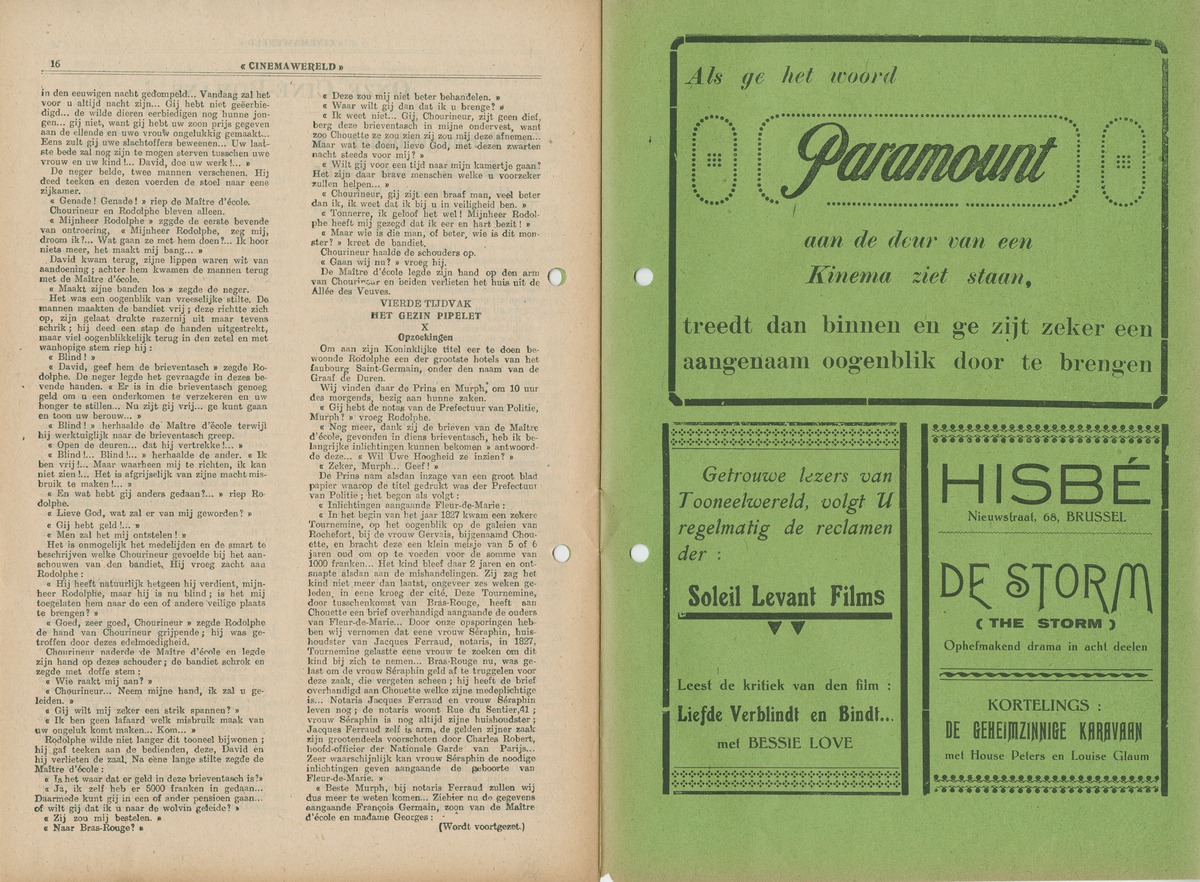 16
« CINEMAWERELD »
in den eeuwigen nacht gedompeld... Vandaag zal het
voor u altijd nacht zijn... Gij hebt niet geëerbie-
digd... de wilde dieren eerbiedigen nog hunne jon-
gen... gij niet, want gij hebt uw zoon prijs gegeven
aan de ellende en uwe vrouw ongelukkig gemaakt...
Eens zult gij uwe slachtoffers beweenen... Uw laat-
ste bede zal nog zijn te mogen sterven tusschen uwe
vrouw en uw kind!... David, doe uw werk!... »
De neger belde, twee mannen verschenen. Hij
deed teeken en dezen voerden de stoel naar eene
zijkamer.
« Genade! Genade! » riep de Maître d'école.
Chourineur en Rodolphe bleven alleen.
« Mijnheer Rodolphe » zggde de eerste bevende
van ontroering, « Mijnheer Rodolphe, zeg mij,
droom ik?... Wat gaan ze met hem doen?... Ik hoor
niets meer, het maakt mij bang... »
David kwam terug, zijne lippen waren wit van
aandoening; achter hem kwamen de mannen terug
met de Maître d'école.
« Maakt zijne banden los » zegde de neger.
Het was een oogenblik van vreeselijke stilte. De
mannen maakten de bandiet vrij; deze richtte zich
op, zijn gelaat drukte razernij uit maar tevens
schrik; hij deed een stap de handen uitgestrekt,
maar viel oogenblikkelijk terug in den zetel en met
wanhopige stem riep hij:
« Blind! »
« David, geef hem de brieventasch » zegde Ro-
dolphe. De neger legde het gevraagde in dezes be-
vende handen. « Er is in die brieventasch genoeg
geld om u een onderkomen te verzekeren en uw
honger te stillen... Nu zijt gij vrij... ge kunt gaan
en toon uw berouw... »
« Blind! » herhaalde de Maître d'école terwijl
hij werktuiglijk naar de brieventasch greep.
« Open de deuren... dat hij vertrekke!... »
« Blind!... Blind!... » herhaalde de ander. « Ik
ben vrij!... Maar waarheen mij te richten, ik kan
niet zien!... Het is afgrijselijk van zijne macht mis-
bruik te maken!... »
« En wat hebt gij anders gedaan?... » riep Ro-
dolphe.
« Lieve God, wat zal er van mij geworden? »
« Gij hebt geld!... »
« Men zal het mij ontstelen! »
Het is onmogelijk het medelijden en de smart te
beschrijven welke Chourineur gevoelde bij het aan-
schouwen van den bandiet. Hij vroeg zacht aan
Rodolphe:
« Hij heeft natuurlijk hetgeen hij verdient, mijn-
heer Rodolphe, maar hij is nu blind; is het mij
toegelaten hem naar de een of andere veilige plaats
te brengen? »
« Goed, zeer goed, Chourineur » zegde Rodolphe
de hand van Chourineur grijpende; hij was ge-
troffen door dezes edelmoedigheid.
Chourineur naderde de Maître d'école en legde
zijn hand op dezes schouder; de bandiet schrok en
zegde met doffe stem;
« Wie raakt mij aan? »
« Chourineur... Neem mijne hand, ik zal u ge-
leiden. »
« Gij wilt mij zeker een strik spannen? »
« Ik ben geen lafaard welk misbruik maak van
uw ongeluk komt maken... Kom... »
Rodolphe wilde niet langer dit tooneel bijwonen;
hij gaf teeken aan de bedienden, deze, David en
hij verlieten de zaal. Na eene lange stilte zegde de
Maître d'école:
« Is het waar dat er geld in deze brieventasch is?»
« Ja, ik zelf heb er 5000 franken in gedaan...
Daarmede kunt gij in een of ander pensioen gaan...
of wilt gij dat ik u naar de wolvin geleide? »
« Zij zou mij bestelen. »
« Naar Bras-Rouge? »
« Deze zou mij niet beter behandelen. »
« Waar wilt gij dan dat ik u brenge? »
« Ik weet niet... Gij, Chourineur, zijt geen dief,
berg deze brieventasch in mijne ondervest, want
zoo Chouette ze zou zien zij zou mij deze afnemen...
Maar wat te doen, lieve God, met dezen zwarten
nacht steeds voor mij? »
« Wilt gij voor een tijd naar mijn kamertje gaan?
Het zijn daar brave menschen welke u voorzeker
zullen helpen... »
« Chourineur, gij zijt een braaf man, veel beter
dan ik, ik weet dat ik bij u in veiligheid ben. »
« Tonnerre, ik geloof het wel! Mijnheer Rodol-
phe heeft mij gezegd dat ik eer en hart bezit! »
« Maar wie is die man, of beter, wie is dit mon-
ster? » kreet de bandiet.
Chourineur haalde de schouders op.
« Gaan wij nu? » vroeg hij.
De Maître d'école legde zijn hand op den arm
van Chourineur en beiden verlieten het huis uit de
Allée des Veuves.
VIERDE TIJDVAK
HET GEZIN PIPELET
X
Opzoekingen
Om aan zijn Koninklijke titel eer te doen be-
woonde Rodolphe een der grootste hotels van het
faubourg Saint-Germain, onder den naam van de
Graaf de Duren.
Wij vinden daar de Prins en Murph, om 10 uur
des morgends, bezig aan hunne zaken.
« Gij hebt de notas van de Prefectuur van Politie,
Murph? » vroeg Rodolphe.
« Nog meer, dank zij de brieven van de Maître
d'école, gevonden in diens brieventasch, heb ik be-
langrijke inlichtingen kunnen bekomen » antwoord-
de deze... « Wil Uwe Hoogheid ze inzien? »
« Zeker, Murph... Geef! »
De Prins nam alsdan inzage van een groot blad
papier waarop de titel gedrukt was der Prefectuur
van Politie; het begon als volgt:
« Inlichtingen aangaande Fleur-de-Marie:
« In het begin van het jaar 1827 kwam een zekere
Tournemine, op het oogenblik op de galeien van
Rochefort, bij de vrouw Gervais, bijgenaamd Chou-
ette, en bracht deze een klein meisje van 5 of 6
jaren oud om op te voeden voor de somme van
1000 franken... Het kind bleef daar 2 jaren en ont-
snapte alsdan aan de mishandelingen. Zij zag het
kind niet meer dan laatst, ongeveer zes weken ge-
leden, in eene kroeg der cité. Deze Tournemine,
door tusschenkomst van Bras-Rouge, heeft aan
Chouette een brief overhandigd aangaande de ouders
van Fleur-de-Marie... Door onze opsporingen heb-
ben wij vernomen dat eene vrouw Séraphin, huis-
houdster van Jacques Ferraud, notaris, in 1827,
Tournemine gelastte eene vrouw te zoeken om dit
kind bij zich te nemen... Bras-Rouge nu, was ge-
last om de vrouw Séraphin geld af te truggelen voor
deze zaak, die vergeten scheen; hij heeft de brief
overhandigd aan Chouette welke zijne medeplichtige
is... Notaris Jacques Ferraud en vrouw Séraphin
leven nog; de notaris woont Rue du Sentier,41;
vrouw Séraphin is nog altijd zijne huishoudster;
Jacques Ferraud zelf is arm, de gelden zijner zaak
zijn grootendeels voorschoten door Charles Robert,
hoofd-officier der Nationale Garde van Parijs...
Zeer waarschijnlijk kan vrouw Séraphin de noodige
inlichtingen geven aangaande de geboorte van
Fleur-de-Marie. »
« Beste Murph, bij notaris Ferraud zullen wij
dus meer te weten komen... Ziehier nu de gegevens
aangaande François Germain, zoon van de Maître
d'école en madame Georges:
(Wordt voortgezet.)
Als ge het woord
Paramount
aan de deur van een
Kinema ziet staan,
treedt dan binnen en ge zijt zeker een
aangenaam oogenblik door te brengen
Getrouwe lezers van
Tooneelwereld, volgt U
regelmatig de reclamen
der :
Soleil Levant Films
Leest de kritiek van den film :
Liefde Verblindt en Bindt...
met BESSIE LOVE
HISBÉ
Nieuwstraat, 68, BRUSSEL
DE STORM
( THE STORM )
Ophefmakend drama in acht deelen
KORTELINGS :
DE GEHEIMZINNIGE KARAVAAN
met House Peters en Louise Glaum